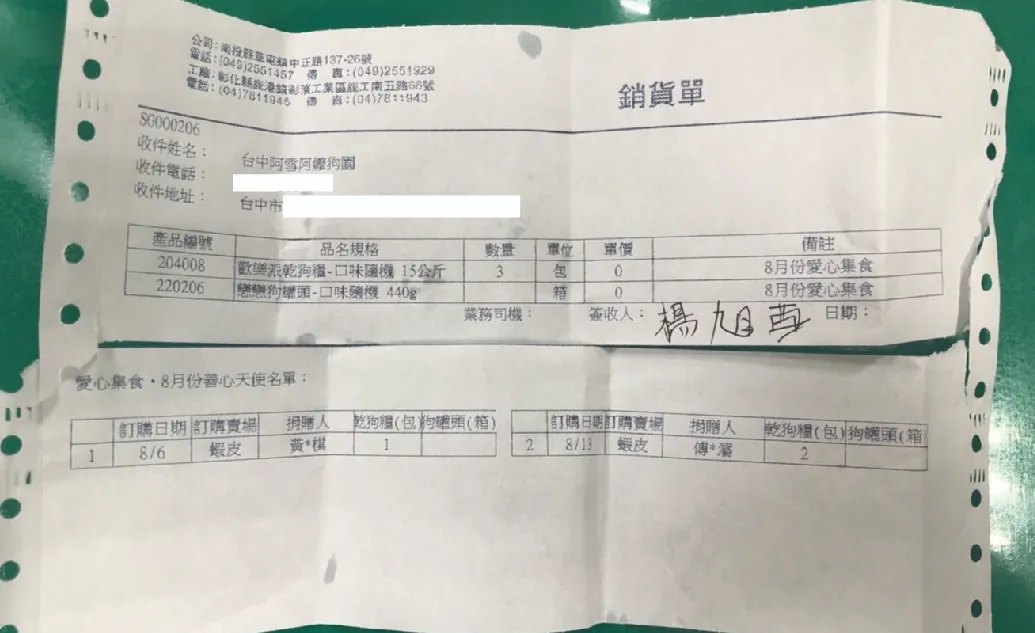 公司：南投縣草屯鎮中正路137-26號
電話：(049)2551457 傳 真：(049)2551929
工廠：彰化縣鹿港鎮彰濱工業區鹿工南五路66號
電話：(04)7811945 傳 真：(04)7811943
銷貨單
SG000206
收件姓名： 台中阿雪阿嬤狗園
收件電話：
收件地址： 台中市
產品編號 品名規格 數量 單位 單價 備註
204008 歡樂派乾狗糧-口味隨機 15公斤 3 包 0 8月份愛心集食
220206 戀戀狗罐頭-口味隨機 440g 箱 0 8月份愛心集食
業務司機： 簽收人： 楊旭 日期：
愛心集食・8月份善心天使名單：
訂購日期 訂購賣場 捐贈人 乾狗糧(包) 狗罐頭(箱) 訂購日期 訂購賣場 捐贈人 乾狗糧(包) 狗罐頭(箱
1 8/6 蝦皮 黃*棋 1 2 8/13 蝦皮 傅*瀛 2